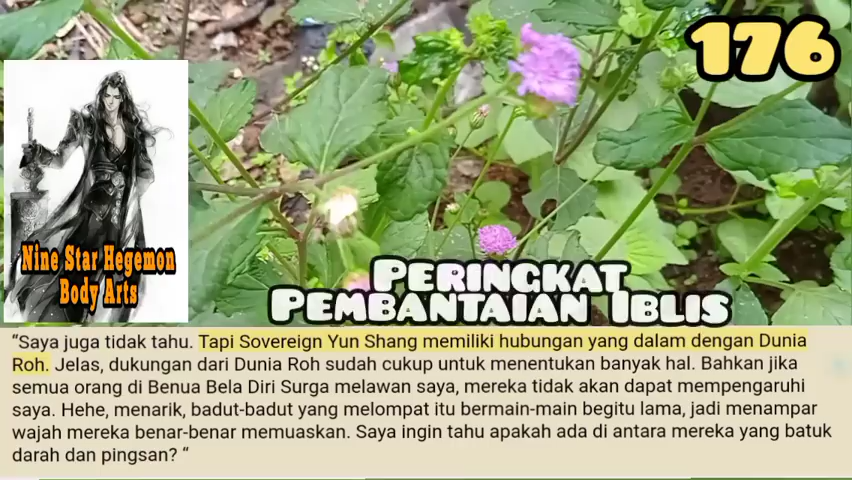 176
Nine Star Hegemon
Body Arts
PERINGKAT
PEMBANTAIAN IBLIS
“Saya juga tidak tahu. Tapi Sovereign Yun Shang memiliki hubungan yang dalam dengan Dunia
Roh. Jelas, dukungan dari Dunia Roh sudah cukup untuk menentukan banyak hal. Bahkan jika
semua orang di Benua Bela Diri Surga melawan saya, mereka tidak akan dapat mempengaruhi
saya. Hehe, menarik, badut-badut yang melompat itu bermain-main begitu lama, jadi menampar
wajah mereka benar-benar memuaskan. Saya ingin tahu apakah ada di antara mereka yang batuk
darah dan pingsan? “